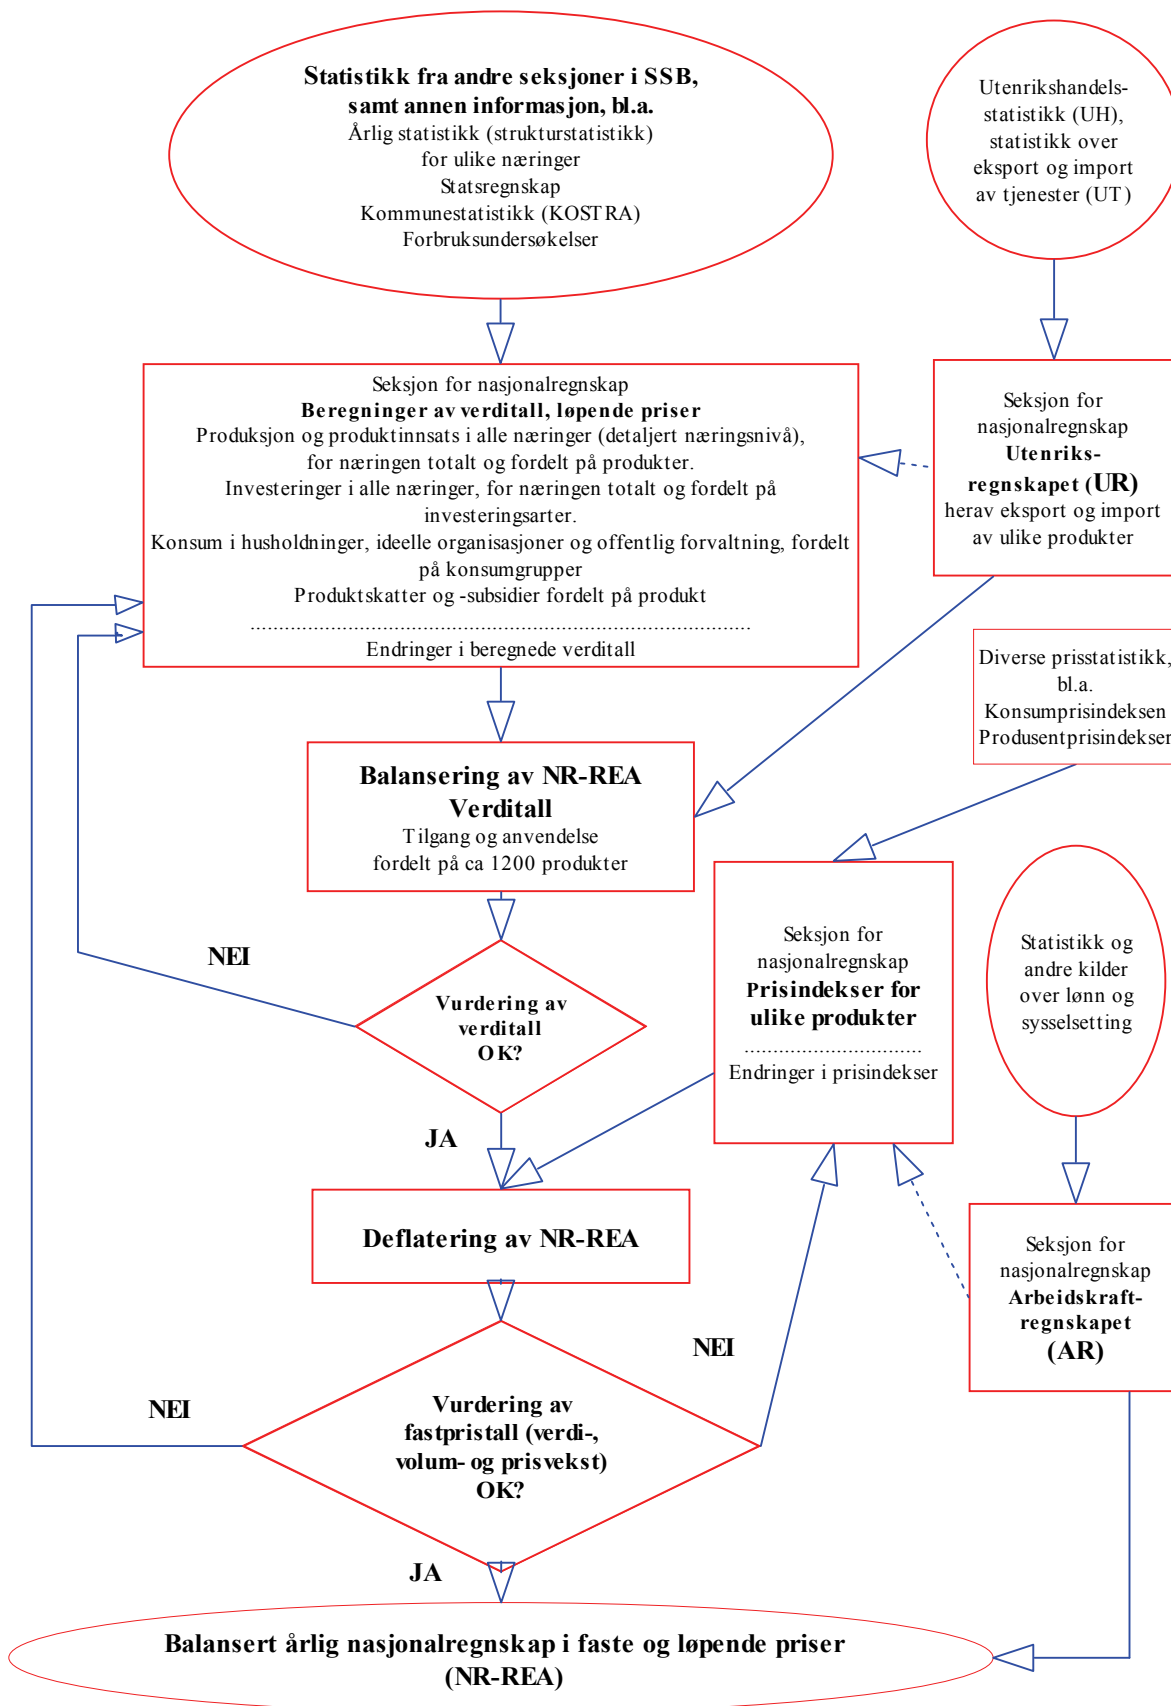 Statistikk fra andre seksjoner i SSB,
samt annen informasjon, bl.a.
Årlig statistikk (strukturstatistikk)
for ulike næringer
Statsregnskap
Kommunestatistikk (KOSTRA)
Forbruksundersøkelser
Utenrikshandels-
statistikk (UH),
statistikk over
eksport og import
av tjenester (UT)
Seksjon for nasjonalregnskap
Beregninger av verditall, løpende priser
Produksjon og produktinnsats i alle næringer (detaljert næringsnivå),
for næringen totalt og fordelt på produkter.
Investeringer i alle næringer, for næringen totalt og fordelt på
investeringsarter.
Konsum i husholdninger, ideelle organisasjoner og offentlig forvaltning, fordelt
på konsumgrupper
Produktskatter og -subsidier fordelt på produkt
.......................................................................................
Endringer i beregnede verditall
Seksjon for
nasjonalregnskap
Utenriks-
regnskapet (UR)
herav eksport og import
av ulike produkter
Diverse prisstatistikk,
bl.a.
Konsumprisindeksen
Produsentprisindekser
Balansering av NR-REA
Verditall
Tilgang og anvendelse
fordelt på ca 1200 produkter
Seksjon for
nasjonalregnskap
Prisindekser for
ulike produkter
...............................
Endringer i prisindekser
Statistikk og
andre kilder
over lønn og
sysselsetting
NEI
Vurdering av
verditall
OK?
JA
Deflatering av NR-REA
Seksjon for
nasjonalregnskap
Arbeidskraft-
regnskapet
(AR)
NEI
NEI
Vurdering av
fastpristall (verdi-,
volum- og prisvekst)
OK?
JA
Balansert årlig nasjonalregnskap i faste og løpende priser
(NR-REA)